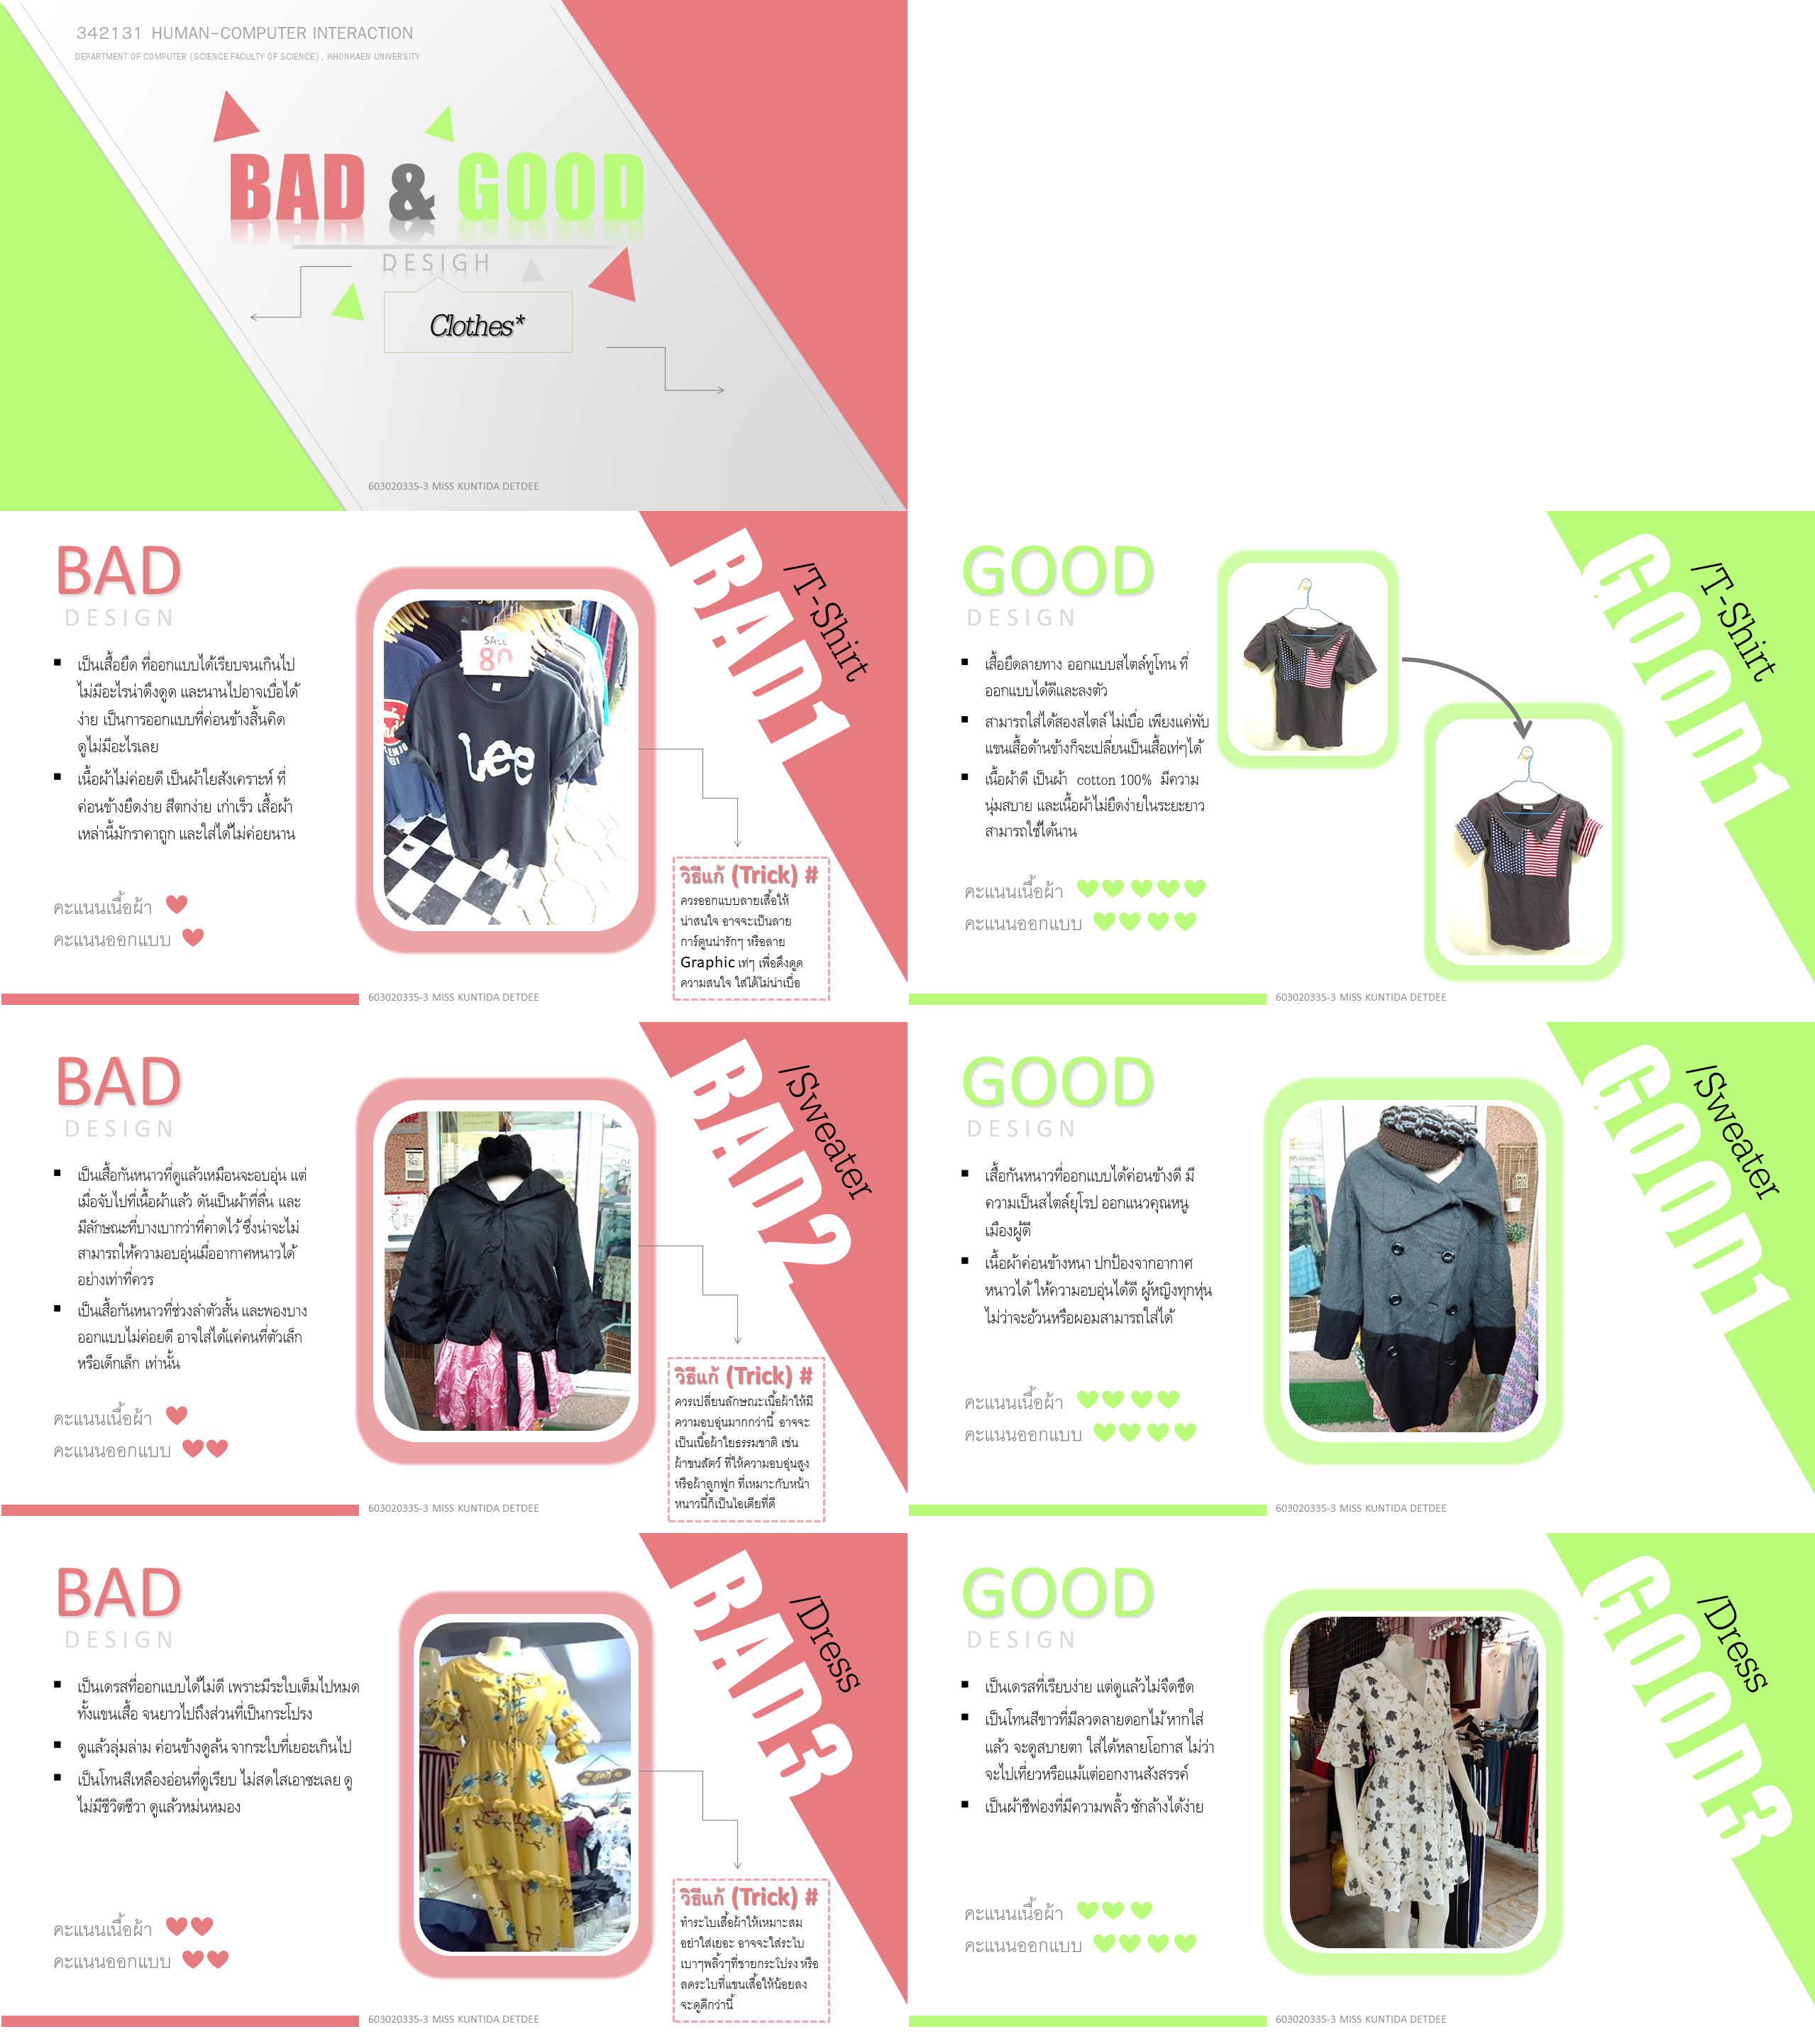 342131 HUMAN-COMPUTER INTERACTION
DEPARTMENT OF COMPUTER (SCIENCE FACULTY OF SCIENCE), KHONKAEN UNIVERSITY
BAD & GOOD
DESIGH
Clothes*
603020335-3 MISS KUNTIDA DETDEE
BAD
DESIGN
เป็นเสื้อยืด ที่ออกแบบได้เรียบจนเกินไป
ไม่มีอะไรน่าดึงดูด และนานไปอาจเบื่อได้
ง่าย เป็นการออกแบบที่ค่อนข้างสิ้นคิด
ดูไม่มีอะไรเลย
เนื้อผ้าไม่ค่อยดี เป็นผ้าใยสังเคราะห์ ที่
ค่อนข้างยืดง่าย สีตกง่าย เก่าเร็ว เสื้อผ้า
เหล่านี้มักราคาถูก และใส่ได้ไม่ค่อยนาน
คะแนนเนื้อผ้า
คะแนนออกแบบ
SALE
80
Lee
BAD1
/T-Shirt
วิธีแก้ (Trick) #
ควรออกแบบลายเสื้อให้
น่าสนใจ อาจจะเป็นลาย
การ์ตูนน่ารักๆ หรือลาย
Graphic เท่ๆ เพื่อดึงดูด
ความสนใจ ใส่ได้ไม่น่าเบื่อ
603020335-3 MISS KUNTIDA DETDEE
GOOD
DESIGN
เสื้อยืดลายทาง ออกแบบสไตล์ทูโทน ที่
ออกแบบได้ดีและลงตัว
สามารถใส่ได้สองสไตล์ ไม่เบื่อ เพียงแค่พับ
แขนเสื้อด้านข้างก็จะเปลี่ยนเป็นเสื้อเท่ๆได้
เนื้อผ้าดี เป็นผ้า cotton 100% มีความ
นุ่มสบาย และเนื้อผ้าไม่ยืดง่ายในระยะยาว
สามารถใช้ได้นาน
คะแนนเนื้อผ้า
คะแนนออกแบบ
GOOD1
/T-Shirt
603020335-3 MISS KUNTIDA DETDEE
BAD
DESIGN
เป็นเสื้อกันหนาวที่ดูแล้วเหมือนจะอบอุ่น แต่
เมื่อจับไปที่เนื้อผ้าแล้ว ดันเป็นผ้าที่ลื่น และ
มีลักษณะที่บางเบากว่าที่คาดไว้ ซึ่งน่าจะไม่
สามารถให้ความอบอุ่นเมื่ออากาศหนาวได้
อย่างเท่าที่ควร
เป็นเสื้อกันหนาวที่ช่วงลำตัวสั้น และพองบาง
ออกแบบไม่ค่อยดี อาจใส่ได้แค่คนที่ตัวเล็ก
หรือเด็กเล็ก เท่านั้น
คะแนนเนื้อผ้า
คะแนนออกแบบ
BAD2
/Sweater
วิธีแก้ (Trick) #
ควรเปลี่ยนลักษณะเนื้อผ้าให้มี
ความอบอุ่นมากกว่านี้ อาจจะ
เป็นเนื้อผ้าใยธรรมชาติ เช่น
ผ้าขนสัตว์ ที่ให้ความอบอุ่นสูง
หรือผ้าลูกฟูก ที่เหมาะกับหน้า
หนาวนี้ก็เป็นไอเดียที่ดี
603020335-3 MISS KUNTIDA DETDEE
GOOD
DESIGN
เสื้อกันหนาวที่ออกแบบได้ค่อนข้างดี มี
ความเป็นสไตล์ยุโรป ออกแนวคุณหนู
เมืองผู้ดี
เนื้อผ้าค่อนข้างหนา ปกป้องจากอากาศ
หนาวได้ ให้ความอบอุ่นได้ดี ผู้หญิงทุกหุ่น
ไม่ว่าจะอ้วนหรือผอมสามารถใส่ได้
คะแนนเนื้อผ้า
คะแนนออกแบบ
GOOD1
/Sweater
603020335-3 MISS KUNTIDA DETDEE
BAD
DESIGN
เป็นเดรสที่ออกแบบได้ไม่ดี เพราะมีระใบเต็มไปหมด
ทั้งแขนเสื้อ จนยาวไปถึงส่วนที่เป็นกระโปรง
ดูแล้วลุ่มล่าม ค่อนข้างดูล้น จากระใบที่เยอะเกินไป
เป็นโทนสีเหลืองอ่อนที่ดูเรียบ ไม่สดใสเอาซะเลย ดู
ไม่มีชีวิตชีวา ดูแล้วหม่นหมอง
คะแนนเนื้อผ้า
คะแนนออกแบบ
BAD3
/Dress
วิธีแก้ (Trick) #
ทำระใบเสื้อผ้าให้เหมาะสม
อย่าใส่เยอะ อาจจะใส่ระใบ
เบาๆพลิ้วๆที่ชายกระโปรง หรือ
ลดระใบที่แขนเสื้อให้น้อยลง
จะดูดีกว่านี้
603020335-3 MISS KUNTIDA DETDEE
GOOD
DESIGN
เป็นเดรสที่เรียบง่าย แต่ดูแล้วไม่จืดชืด
เป็นโทนสีขาวที่มีลวดลายดอกไม้ หากใส่
แล้ว จะดูสบายตา ใส่ได้หลายโอกาส ไม่ว่า
จะไปเที่ยวหรือแม้แต่ออกงานสังสรรค์
เป็นผ้าชีฟองที่มีความพลิ้ว ซักล้างได้ง่าย
คะแนนเนื้อผ้า
คะแนนออกแบบ
GOOD3
/Dress
603020335-3 MISS KUNTIDA DETDEE